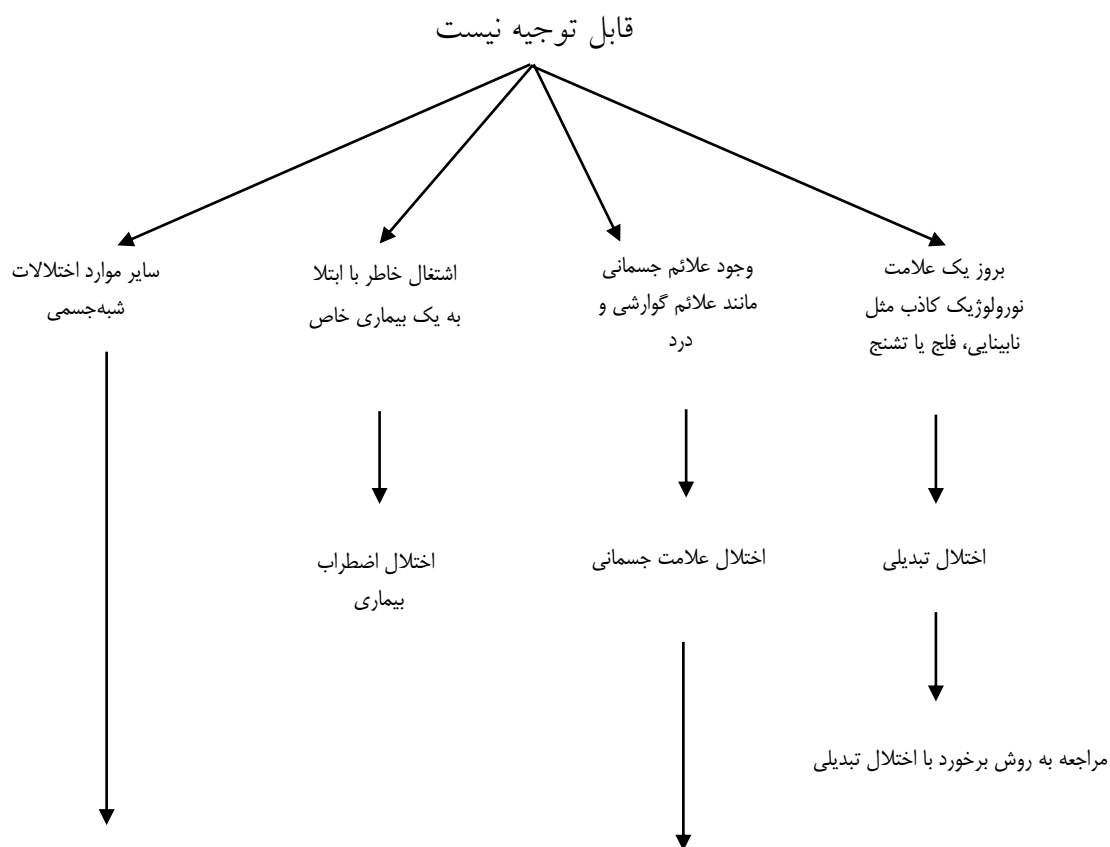 قابل توجیه نیست
بروز یک علامت
نورولوژیک کاذب مثل
نابینایی، فلج یا تشنج
وجود علائم جسمانی
مانند علائم گوارشی و
درد
اشتغال خاطر با ابتلا
به یک بیماری خاص
سایر موارد اختلالات
شبه‌جسمی
اختلال تبدیلی
اختلال علامت جسمانی
اختلال اضطراب
بیماری
مراجعه به روش برخورد با اختلال تبدیلی